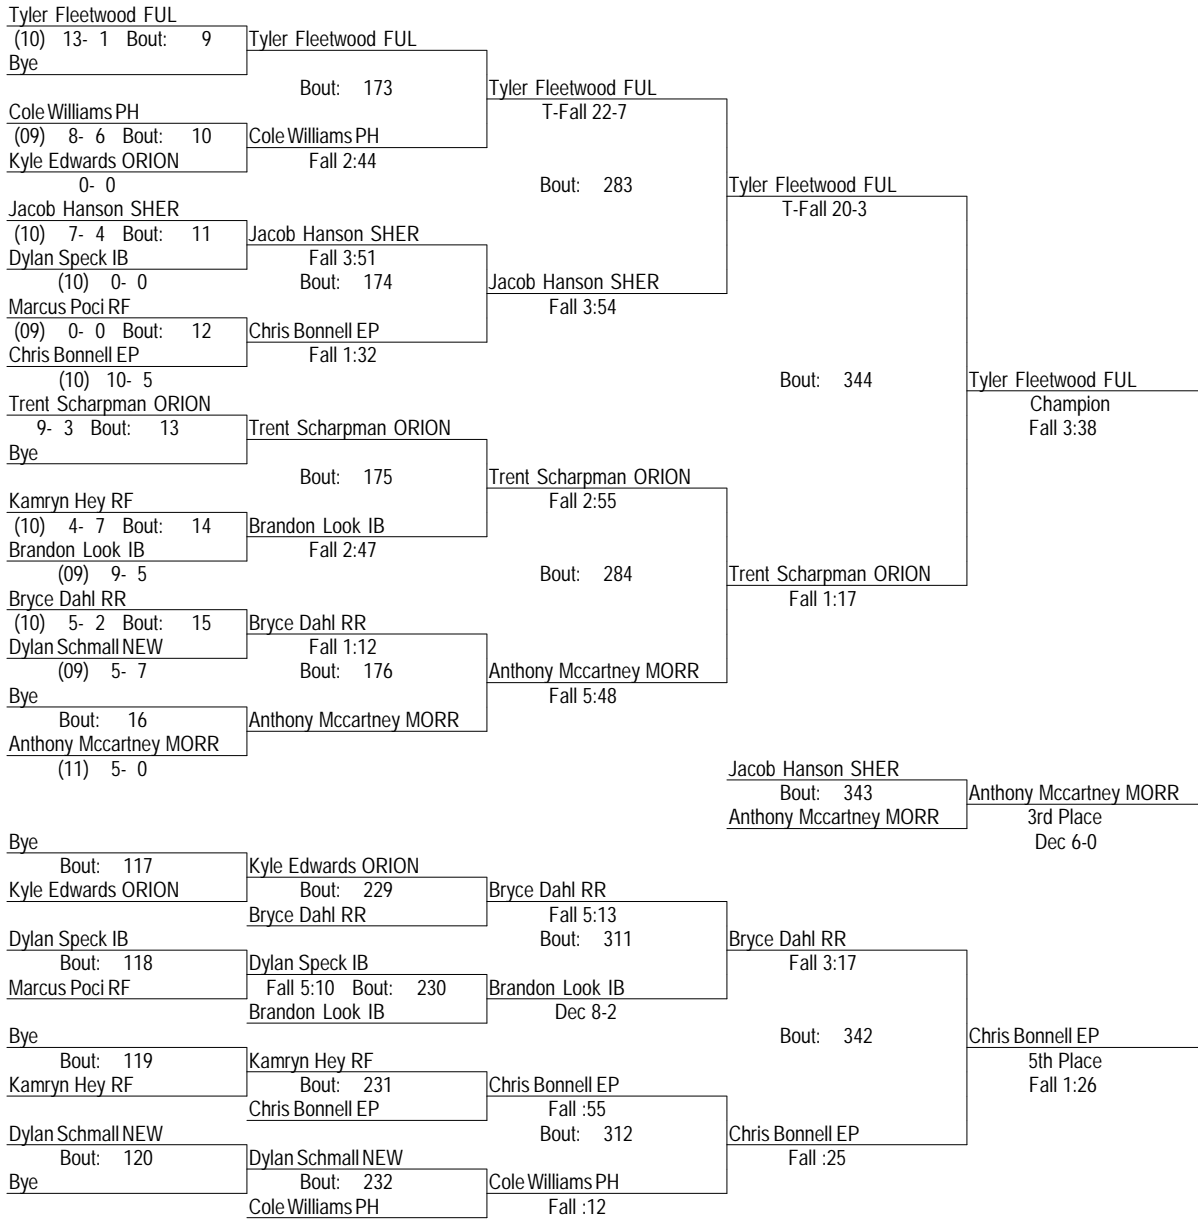 Tyler Fleetwood FUL
(10) 13- 1 Bout: 9 Tyler Fleetwood FUL
Bye
Bout: 173 Tyler Fleetwood FUL
Cole Williams PH T-Fall 22-7
(09) 8- 6 Bout: 10 Cole Williams PH
Kyle Edwards ORION Fall 2:44
0- 0 Bout: 283 Tyler Fleetwood FUL
Jacob Hanson SHER T-Fall 20-3
(10) 7- 4 Bout: 11 Jacob Hanson SHER
Dylan Speck IB Fall 3:51
(10) 0- 0 Bout: 174 Jacob Hanson SHER
Marcus Poci RF Fall 3:54
(09) 0- 0 Bout: 12 Chris Bonnell EP
Chris Bonnell EP Fall 1:32
(10) 10- 5 Bout: 344 Tyler Fleetwood FUL
Trent Scharpman ORION Champion
9- 3 Bout: 13 Trent Scharpman ORION Fall 3:38
Bye
Bout: 175 Trent Scharpman ORION
Kamryn Hey RF Fall 2:55
(10) 4- 7 Bout: 14 Brandon Look IB
Brandon Look IB Fall 2:47
(09) 9- 5 Bout: 284 Trent Scharpman ORION
Bryce Dahl RR Fall 1:17
(10) 5- 2 Bout: 15 Bryce Dahl RR
Dylan Schmall NEW Fall 1:12
(09) 5- 7 Bout: 176 Anthony Mccartney MORR
Bye Fall 5:48
Bout: 16 Anthony Mccartney MORR
Anthony Mccartney MORR
(11) 5- 0 Jacob Hanson SHER
Bout: 343 Anthony Mccartney MORR
Anthony Mccartney MORR 3rd Place
Bye Dec 6-0
Bout: 117 Kyle Edwards ORION
Kyle Edwards ORION Bout: 229 Bryce Dahl RR
Bryce Dahl RR Fall 5:13
Dylan Speck IB Bout: 311 Bryce Dahl RR
Bout: 118 Dylan Speck IB Fall 3:17
Marcus Poci RF Fall 5:10 Bout: 230 Brandon Look IB
Brandon Look IB Dec 8-2
Bye Bout: 342 Chris Bonnell EP
Bout: 119 Kamryn Hey RF 5th Place
Kamryn Hey RF Bout: 231 Chris Bonnell EP Fall 1:26
Chris Bonnell EP Fall :55
Dylan Schmall NEW Bout: 312 Chris Bonnell EP
Bout: 120 Dylan Schmall NEW Fall :25
Bye Bout: 232 Cole Williams PH
Cole Williams PH Fall :12